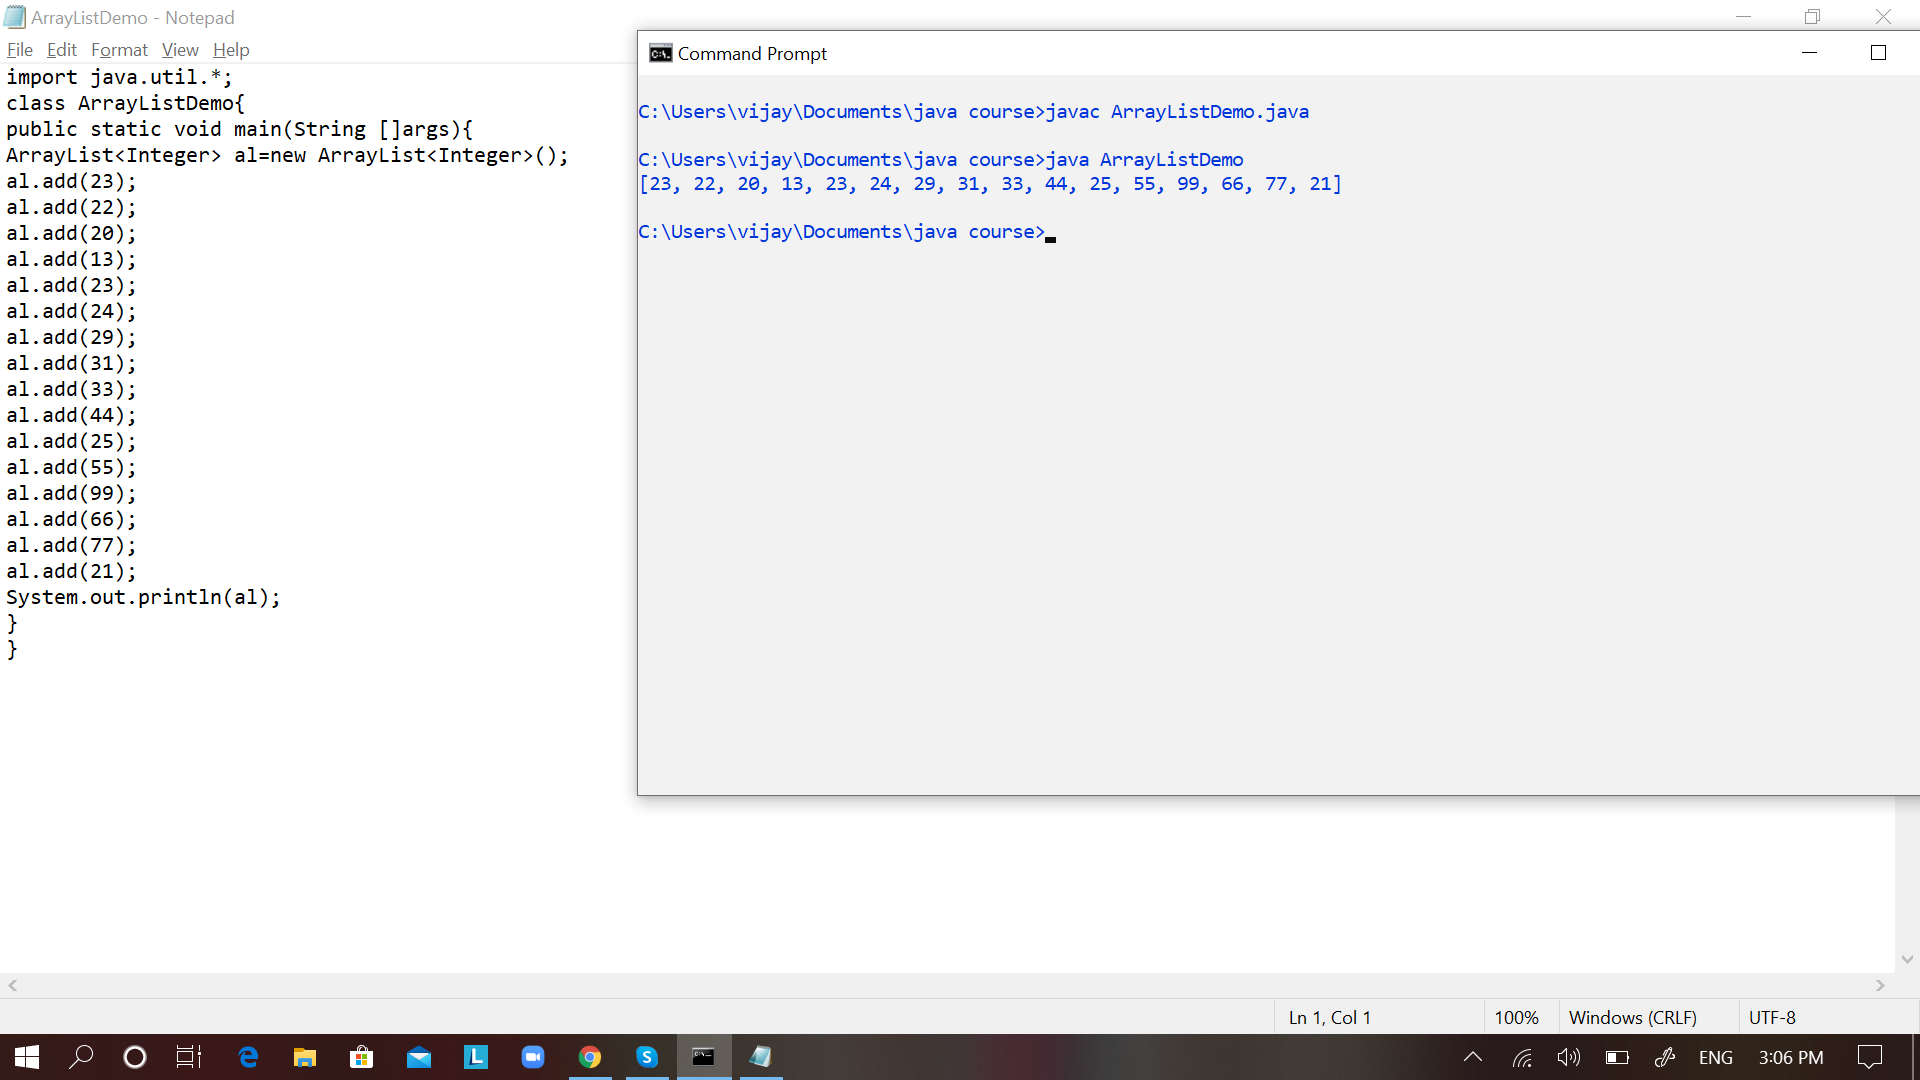 ArrayListDemo - Notepad
File Edit Format View Help
import java.util.*;
class ArrayListDemo{
public static void main(String []args){
ArrayList<Integer> al=new ArrayList<Integer>();
al.add(23);
al.add(22);
al.add(20);
al.add(13);
al.add(23);
al.add(24);
al.add(29);
al.add(31);
al.add(33);
al.add(44);
al.add(25);
al.add(55);
al.add(99);
al.add(66);
al.add(77);
al.add(21);
System.out.println(al);
}
}
Command Prompt
C:\Users\vijay\Documents\java course>javac ArrayListDemo.java
C:\Users\vijay\Documents\java course>java ArrayListDemo
[23, 22, 20, 13, 23, 24, 29, 31, 33, 44, 25, 55, 99, 66, 77, 21]
C:\Users\vijay\Documents\java course>
Ln 1, Col 1 100% Windows (CRLF) UTF-8
L S ENG 3:06 PM